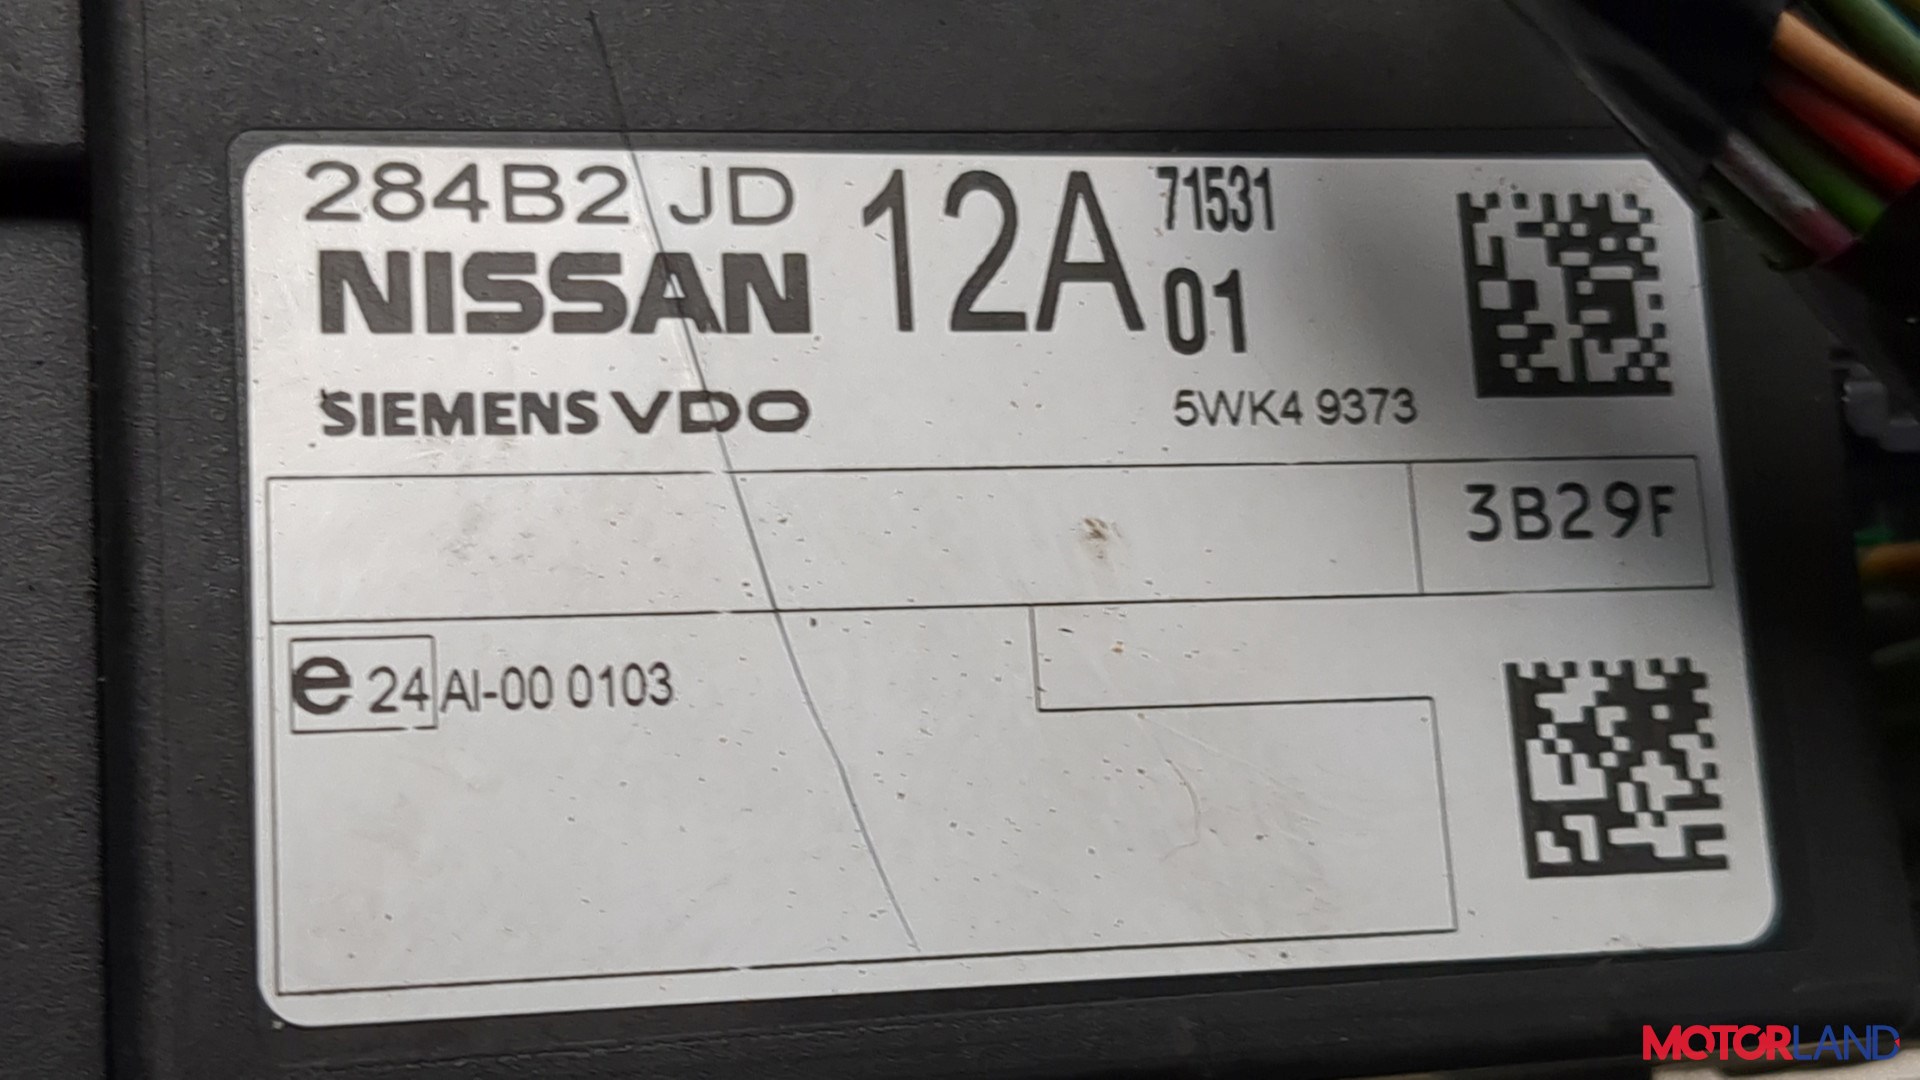 284B2 JD 12A 71531
NISSAN 01
SIEMENS VDO 5WK4 9373
3B29F
e 24 AI-00 0103
MOTORLAND